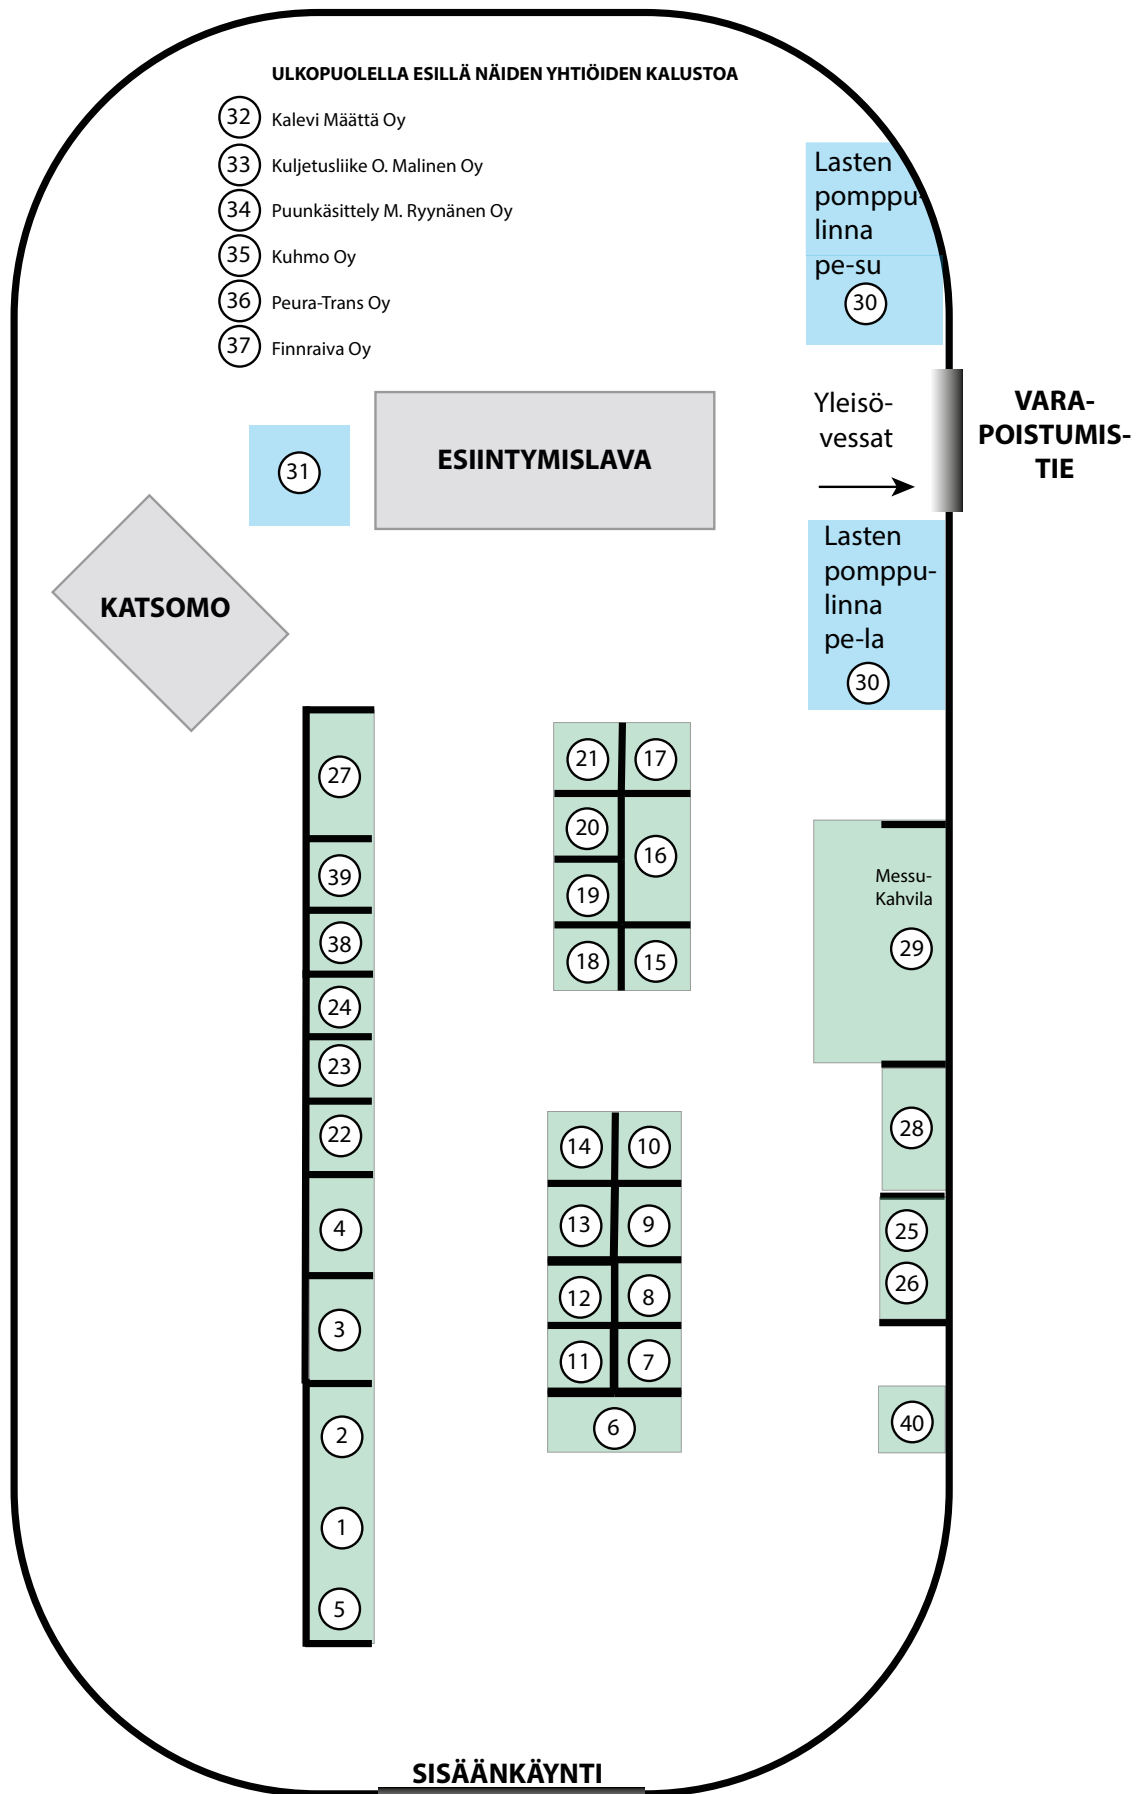 ULKOPUOLELLA ESILLÄ NÄIDEN YHTIÖIDEN KALUSTOA
32 Kalevi Määttä Oy
33 Kuljetusliike O. Malinen Oy
34 Puunkäsittely M. Ryynänen Oy
35 Kuhmo Oy
36 Peura-Trans Oy
37 Finnraiva Oy
Lasten
pomppu-
linna
pe-su
30
Yleisö-
vessat
VARA-
POISTUMIS-
TIE
31
ESIINTYMISLAVA
KATSOMO
Lasten
pomppu-
linna
pe-la
30
27
39
38
24
23
22
4
3
2
1
5
21
17
20
16
19
18
15
14
10
13
9
12
8
11
7
6
Messu-
Kahvila
29
28
25
26
40
SISÄÄNKÄYNTI